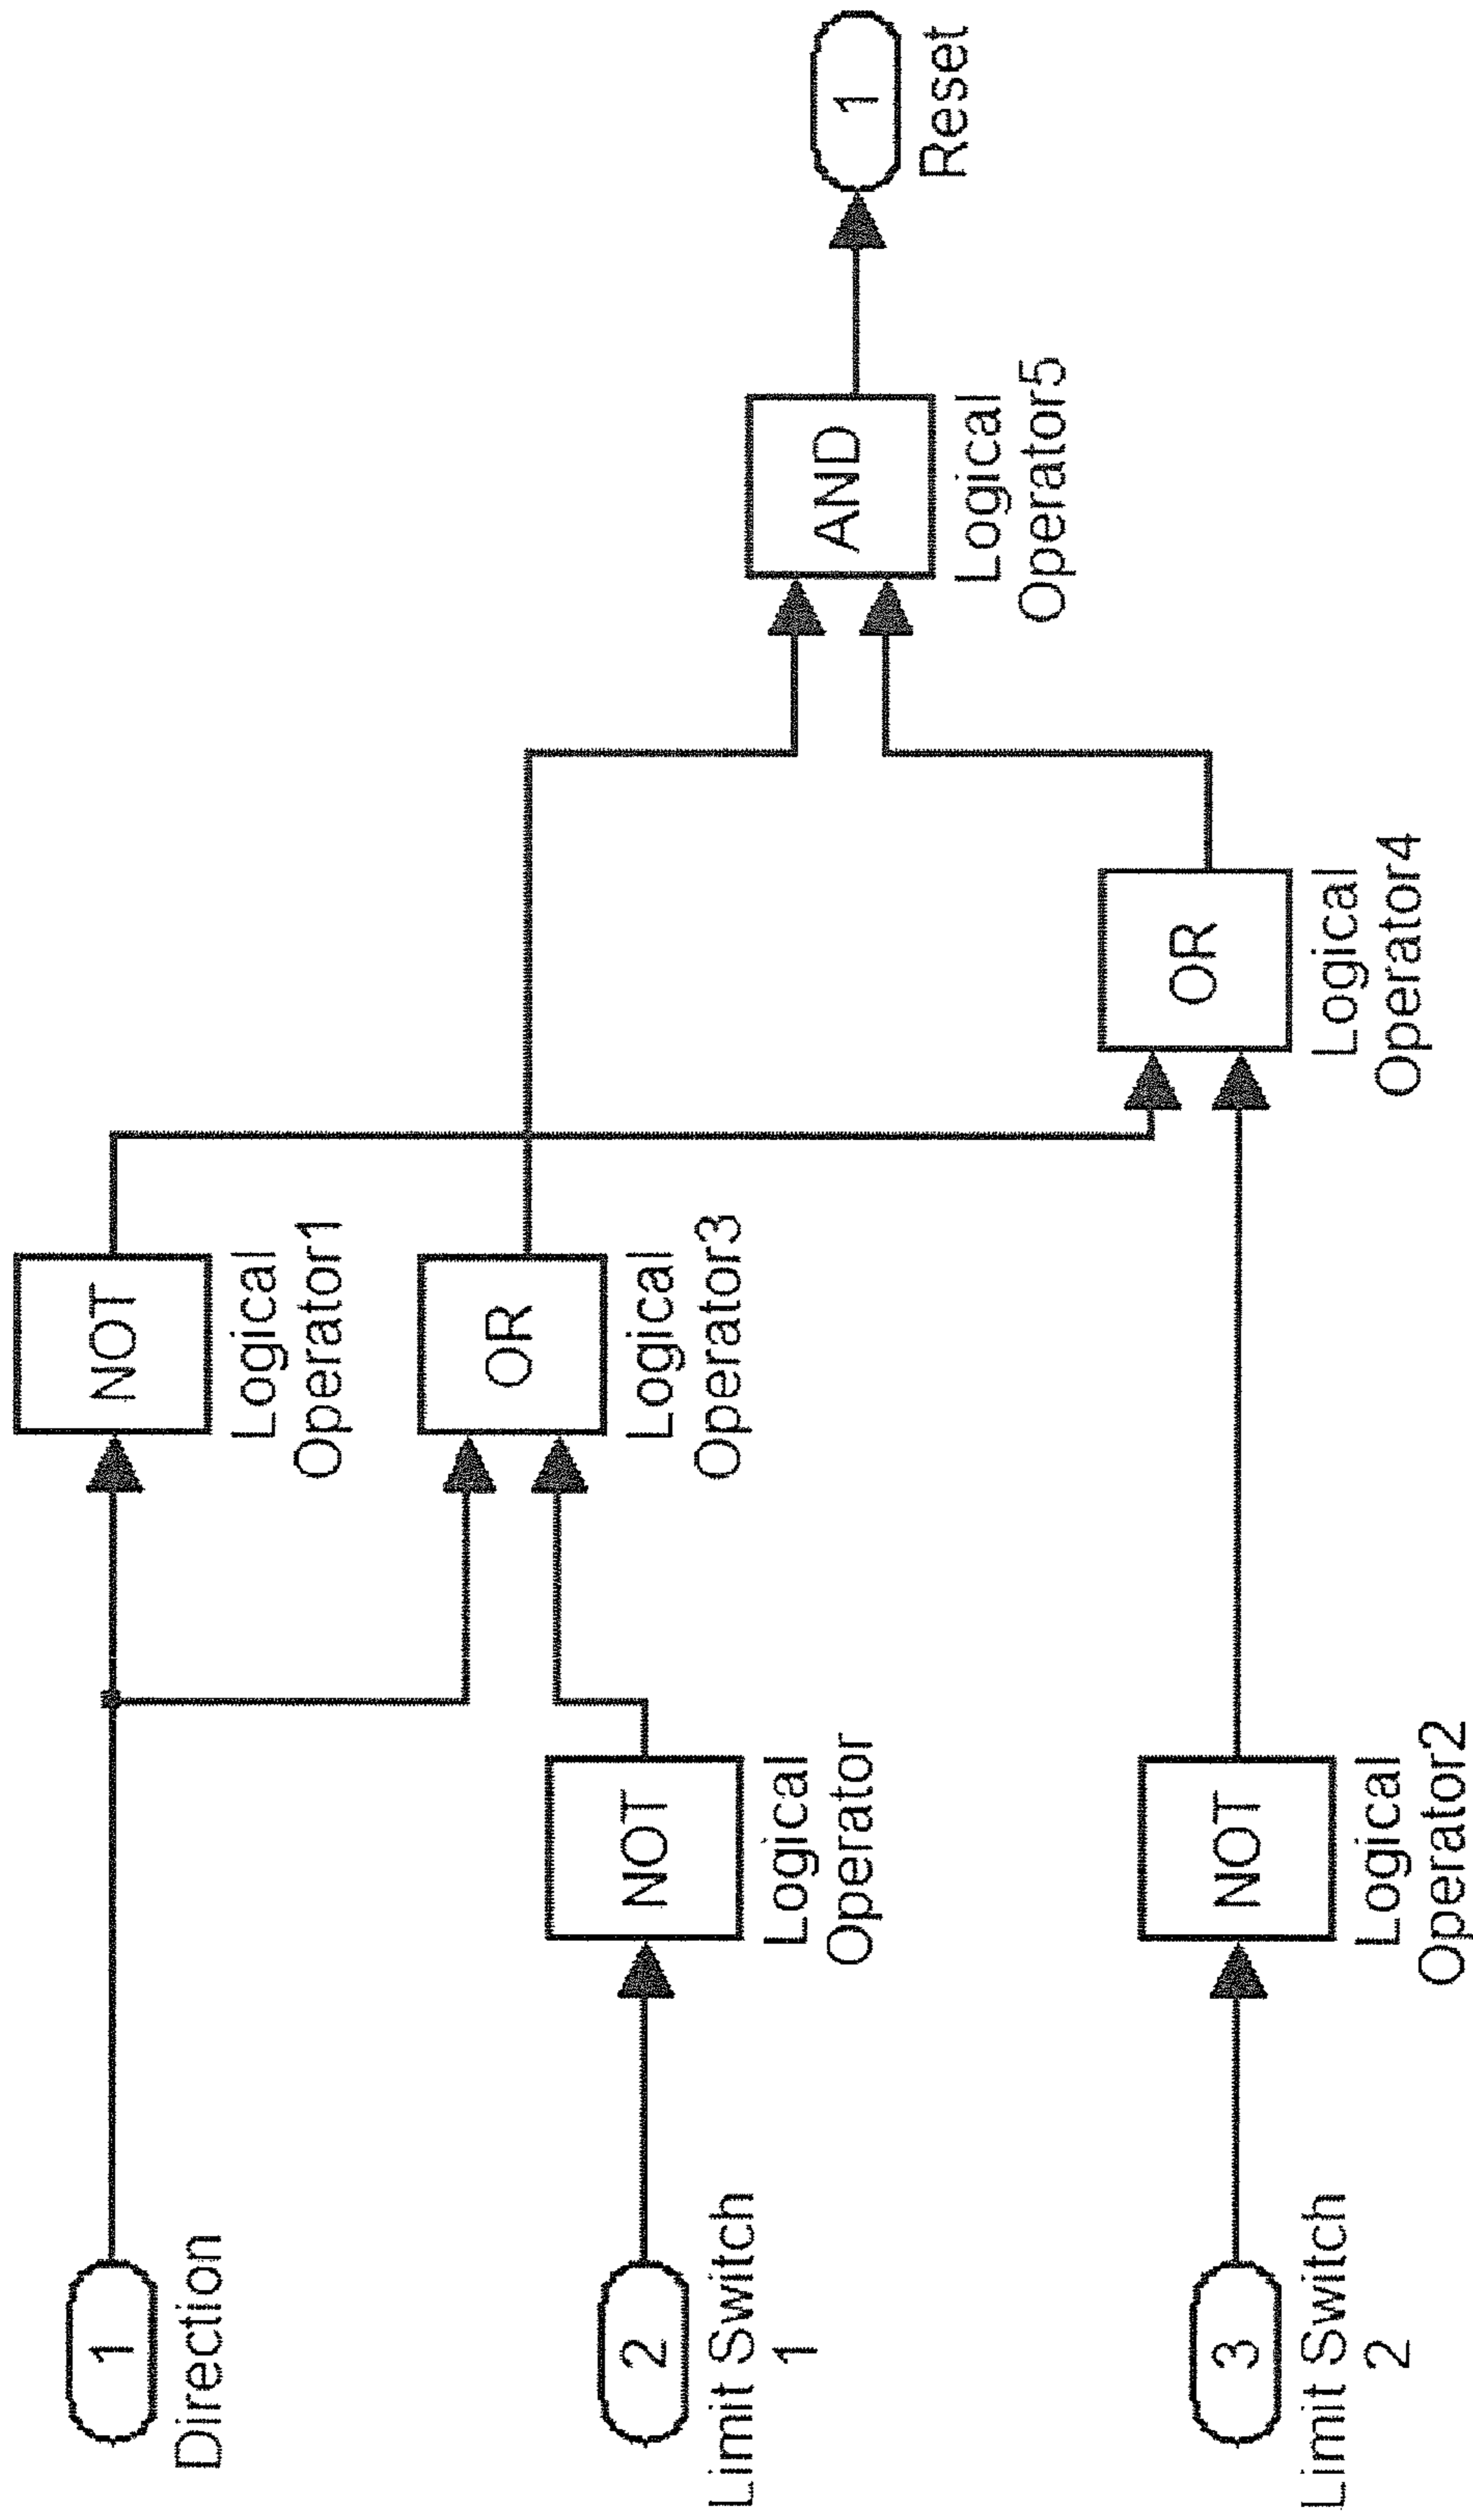 1
Direction
NOT
Logical
Operator1
2
Limit Switch
1
NOT
Logical
Operator
OR
Logical
Operator3
3
Limit Switch
2
NOT
Logical
Operator2
OR
Logical
Operator4
AND
Logical
Operator5
1
Reset